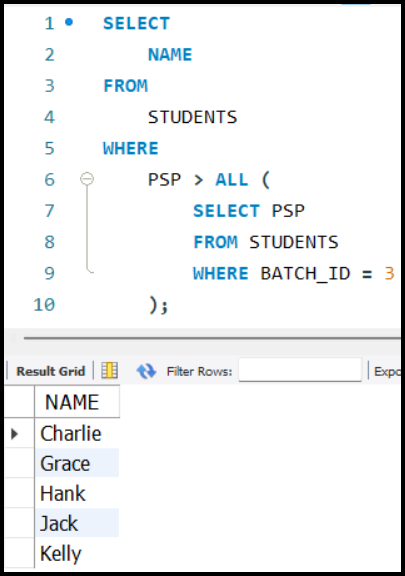 1 SELECT
2 NAME
3 FROM
4 STUDENTS
5 WHERE
6 PSP > ALL (
7 SELECT PSP
8 FROM STUDENTS
9 WHERE BATCH_ID = 3
10 );
Result Grid Filter Rows: Expo
NAME
Charlie
Grace
Hank
Jack
Kelly